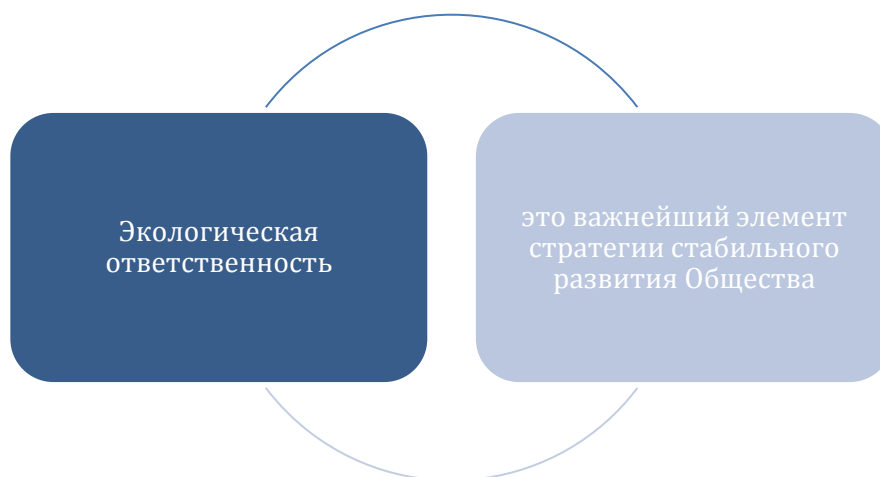 Экологическая
ответственность
это важнейший элемент
стратегии стабильного
развития Общества